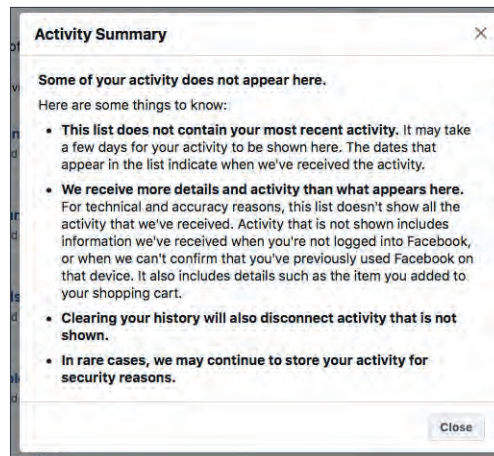 Activity Summary
Some of your activity does not appear here.
Here are some things to know:
• This list does not contain your most recent activity. It may take
a few days for your activity to be shown here. The dates that
appear in the list indicate when we've received the activity.
• We receive more details and activity than what appears here.
For technical and accuracy reasons, this list doesn't show all the
activity that we've received. Activity that is not shown includes
information we've received when you're not logged into Facebook,
or when we can't confirm that you've previously used Facebook on
that device. It also includes details such as the item you added to
your shopping cart.
• Clearing your history will also disconnect activity that is not
shown.
• In rare cases, we may continue to store your activity for
security reasons.
Close